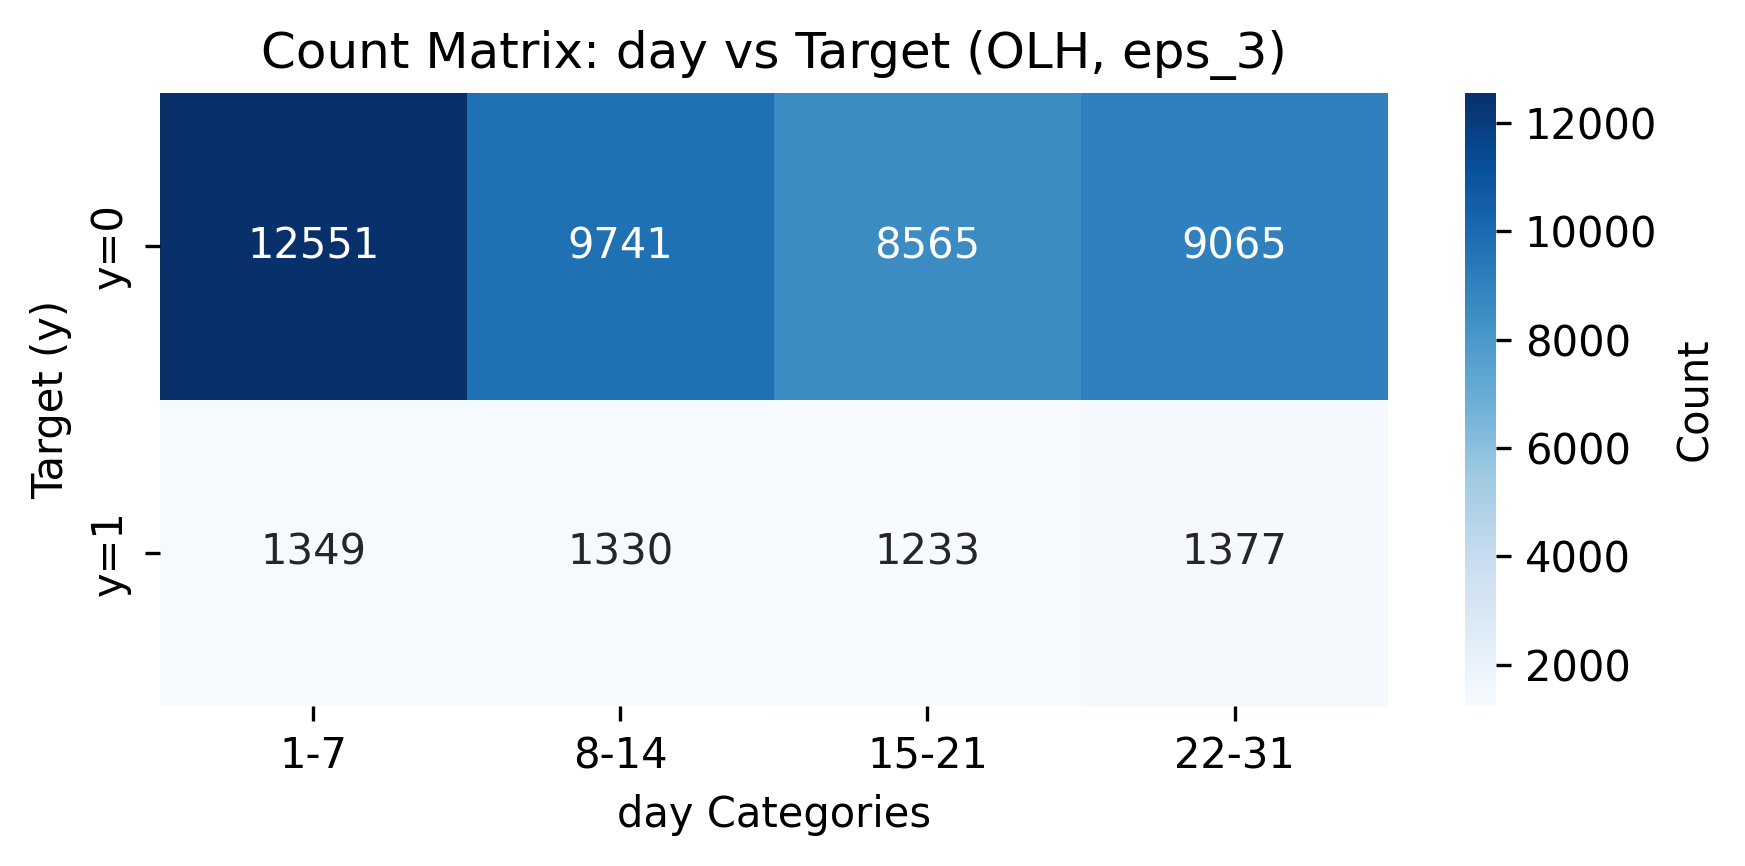 Count Matrix: day vs Target (OLH, eps_3)
Target (y)
y=0
12551 9741 8565 9065
y=1
1349 1330 1233 1377
1-7 8-14 15-21 22-31
day Categories
12000
10000
8000
6000
4000
2000
Count